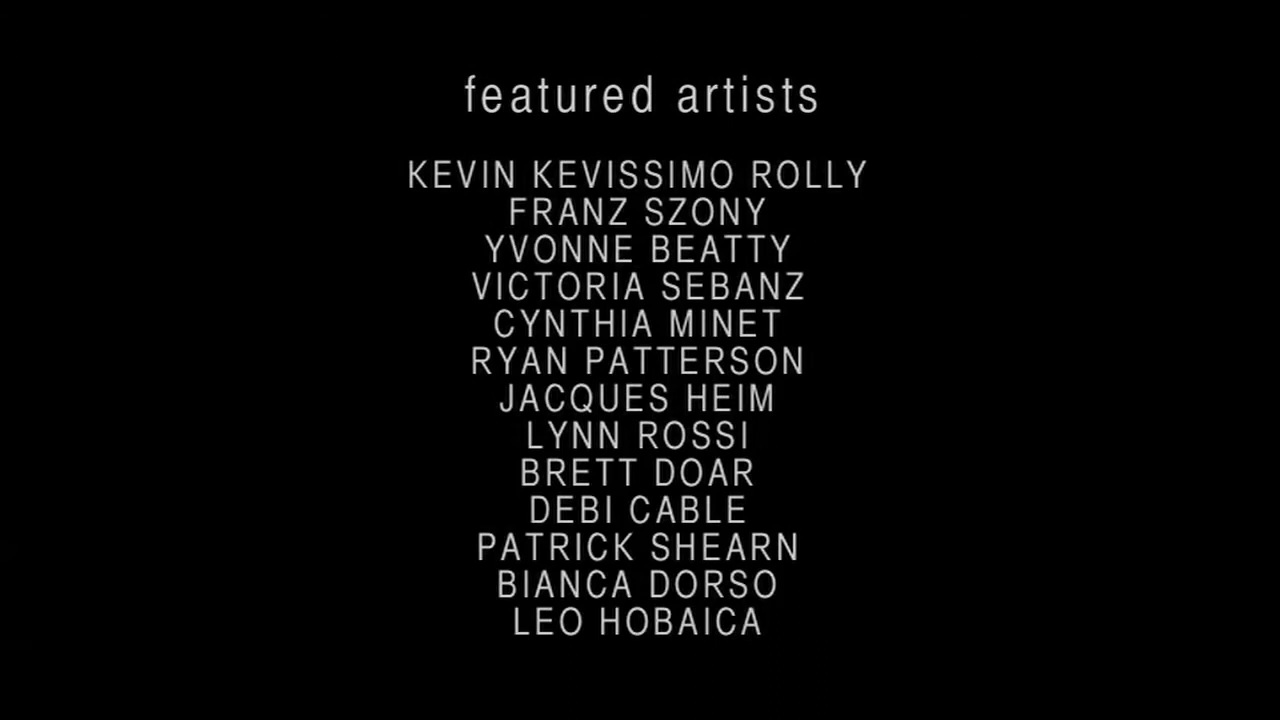 featured artists
KEVIN KEVISSIMO ROLLY
FRANZ SZONY
YVONNE BEATTY
VICTORIA SEBANZ
CYNTHIA MINET
RYAN PATTERSON
JACQUES HEIM
LYNN ROSSI
BRETT DOAR
DEBI CABLE
PATRICK SHEARN
BIANCA DORSO
LEO HOBAICA